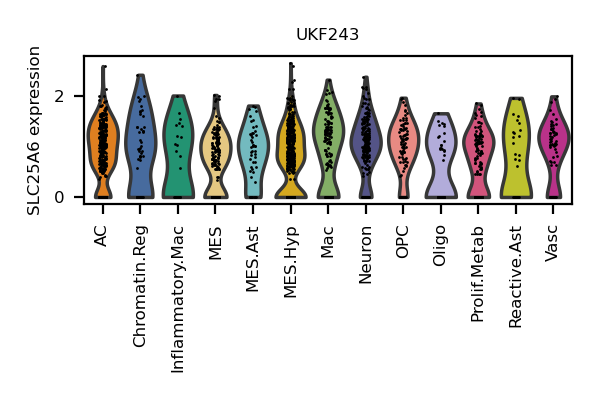 UKF243
SLC25A6 expression
2
0
AC
Chromatin.Reg
Inflammatory.Mac
MES
MES.Ast
MES.Hyp
Mac
Neuron
OPC
Oligo
Prolif.Metab
Reactive.Ast
Vasc